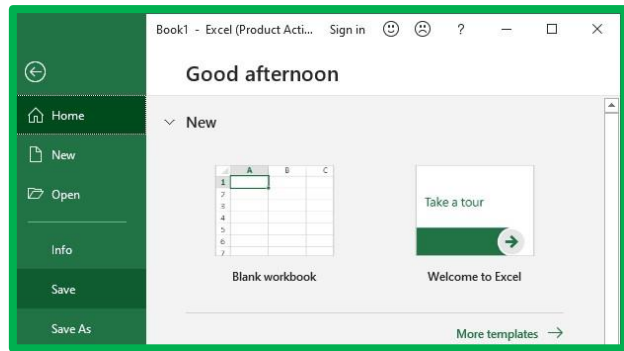 Book1 - Excel (Product Acti... Sign in ?
Good afternoon
Home
New
New
Open
A B C
1
2
3
4
5
6
7
Take a tour
Blank workbook
Welcome to Excel
Info
Save
Save As
More templates